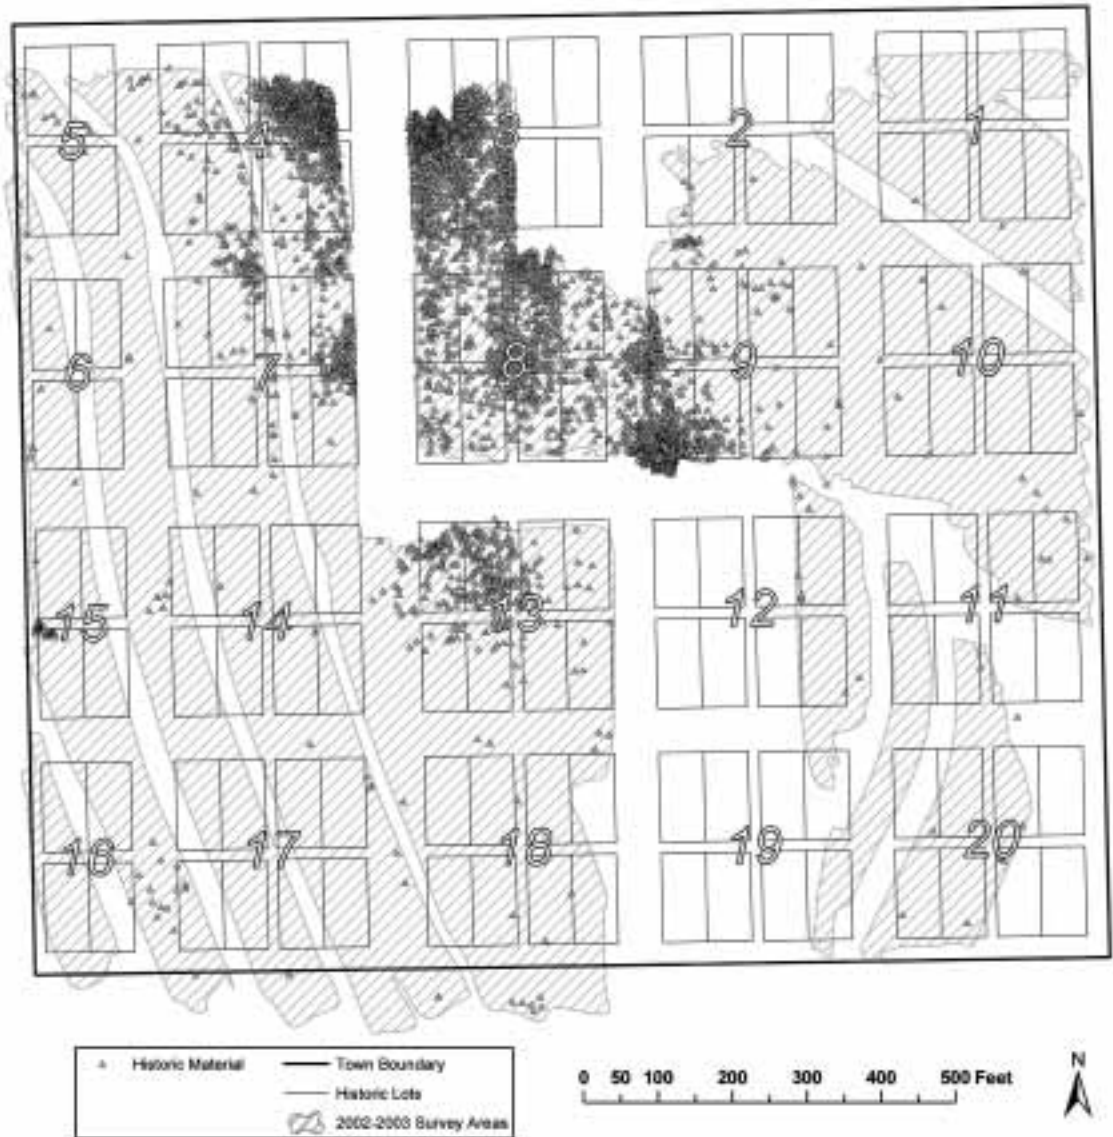 5 4 3 2 1
6 7 8 9 10
15 14 13 12 11
16 17 18 19 20
Historic Material
Town Boundary
Historic Lots
2002-2003 Survey Areas
0 50 100 200 300 400 500 Feet
N